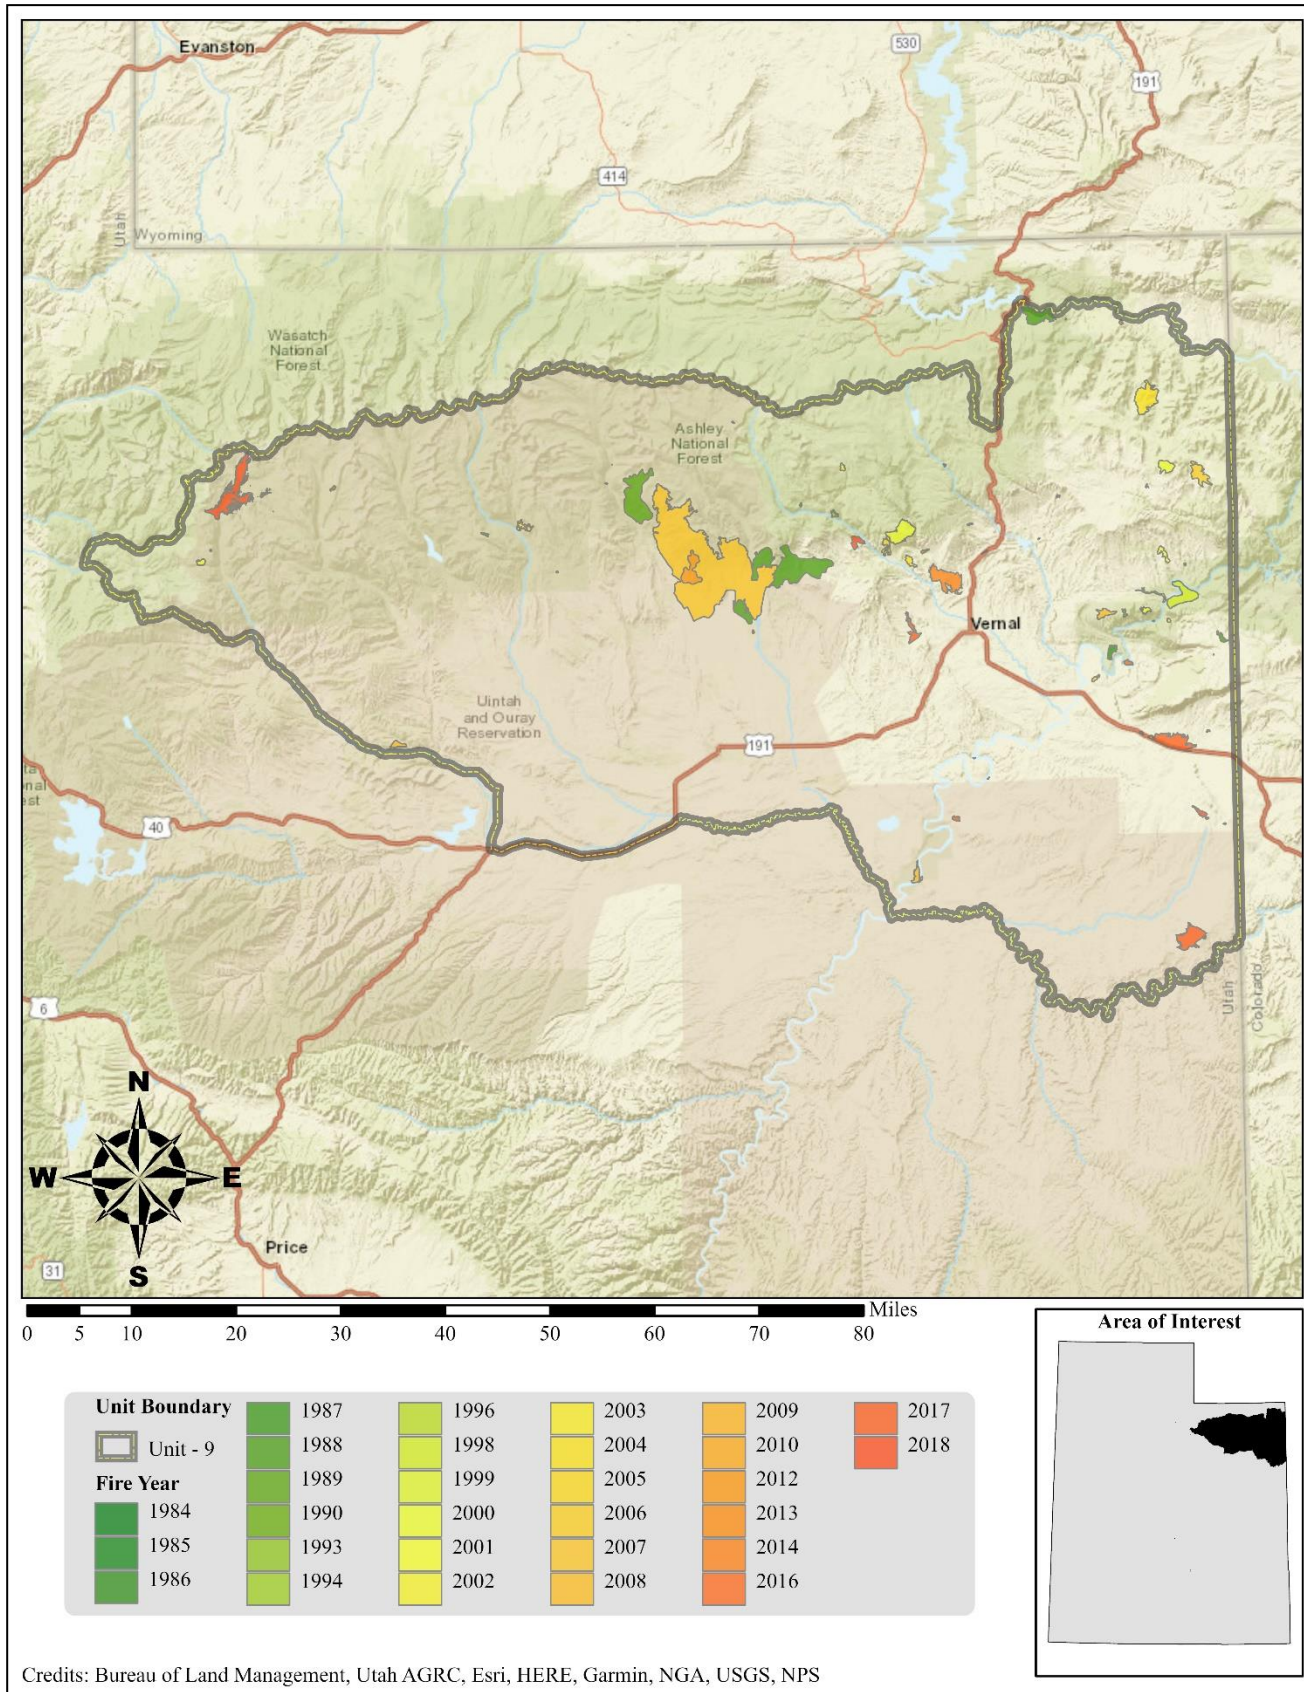 Evanston
530
191
414
Utah
Wyoming
Wasatch
National
Forest
Ashley
National
Forest
Vernal
Uintah
and Ouray
Reservation
191
nal
40
6
Utah
Colorado
N
W
E
S
Price
31
Miles
0 5 10 20 30 40 50 60 70 80
Area of Interest
Unit Boundary
Unit - 9
Fire Year
1984
1985
1986
1987
1988
1989
1990
1993
1994
1996
1998
1999
2000
2001
2002
2003
2004
2005
2006
2007
2008
2009
2010
2012
2013
2014
2016
2017
2018
Credits: Bureau of Land Management, Utah AGRC, Esri, HERE, Garmin, NGA, USGS, NPS